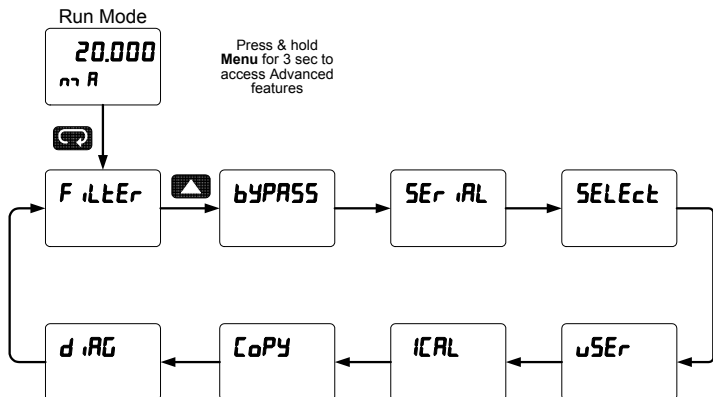 Run Mode
20.000
mA
Press & hold
Menu for 3 sec to
access Advanced
features
FiLtEr
bYPASS
SEriAL
SELEct
diAG
CoPY
ICAL
uSEr